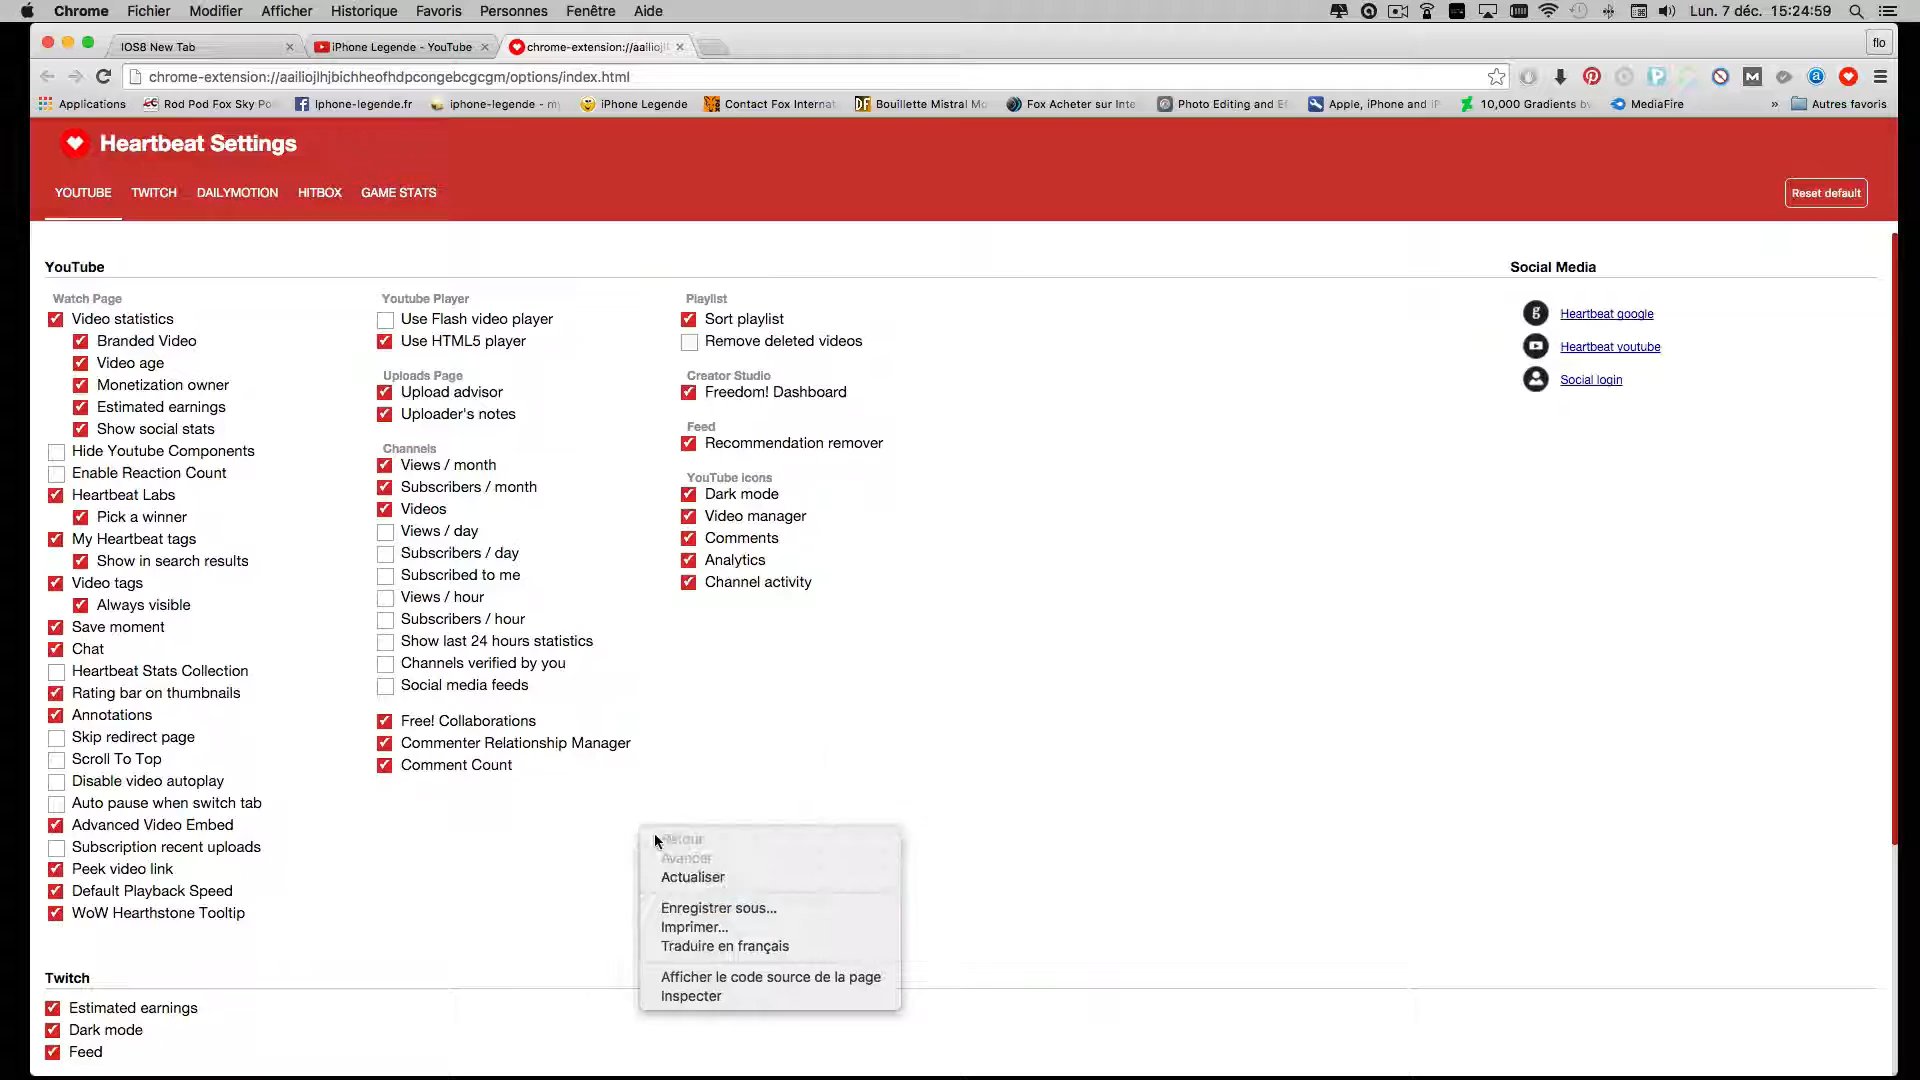 Chrome Fichier Modifier Afficher Historique Favoris Personnes Fenêtre Aide Lun. 7 déc. 15:24:59
IOS8 New Tab iPhone Legende - YouTube chrome-extension://aailiojl flo
chrome-extension://aailiojlhjbichheofhdpcongebcgcgm/options/index.html
Applications Rod Pod Fox Sky Po Iphone-legende.fr iphone-legende - m iPhone Legende Contact Fox Internat Bouillette Mistral Mo Fox Acheter sur Inte Photo Editing and Ef Apple, iPhone and iP 10,000 Gradients by MediaFire » Autres favoris
Heartbeat Settings
YOUTUBE TWITCH DAILYMOTION HITBOX GAME STATS Reset default
YouTube
Watch Page
Video statistics
Branded Video
Video age
Monetization owner
Estimated earnings
Show social stats
Hide Youtube Components
Enable Reaction Count
Heartbeat Labs
Pick a winner
My Heartbeat tags
Show in search results
Video tags
Always visible
Save moment
Chat
Heartbeat Stats Collection
Rating bar on thumbnails
Annotations
Skip redirect page
Scroll To Top
Disable video autoplay
Auto pause when switch tab
Advanced Video Embed
Subscription recent uploads
Peek video link
Default Playback Speed
WoW Hearthstone Tooltip
Youtube Player
Use Flash video player
Use HTML5 player
Uploads Page
Upload advisor
Uploader's notes
Channels
Views / month
Subscribers / month
Videos
Views / day
Subscribers / day
Subscribed to me
Views / hour
Subscribers / hour
Show last 24 hours statistics
Channels verified by you
Social media feeds
Free! Collaborations
Commenter Relationship Manager
Comment Count
Playlist
Sort playlist
Remove deleted videos
Creator Studio
Freedom! Dashboard
Feed
Recommendation remover
YouTube icons
Dark mode
Video manager
Comments
Analytics
Channel activity
Social Media
Heartbeat google
Heartbeat youtube
Social login
Retour
Avancer
Actualiser
Enregistrer sous...
Imprimer...
Traduire en français
Afficher le code source de la page
Inspecter
Twitch
Estimated earnings
Dark mode
Feed